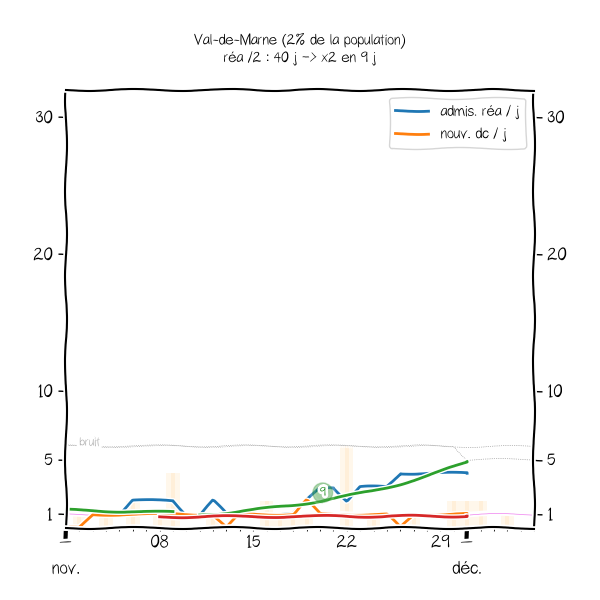 Val-de-Marne (2% de la population)
réa /2 : 40 j -> x2 en 9 j
admis. réa / j
nouv. dc / j
30 30
20 20
10 10
bruit
5 5
9
1 1
08 15 22 29
nov. déc.